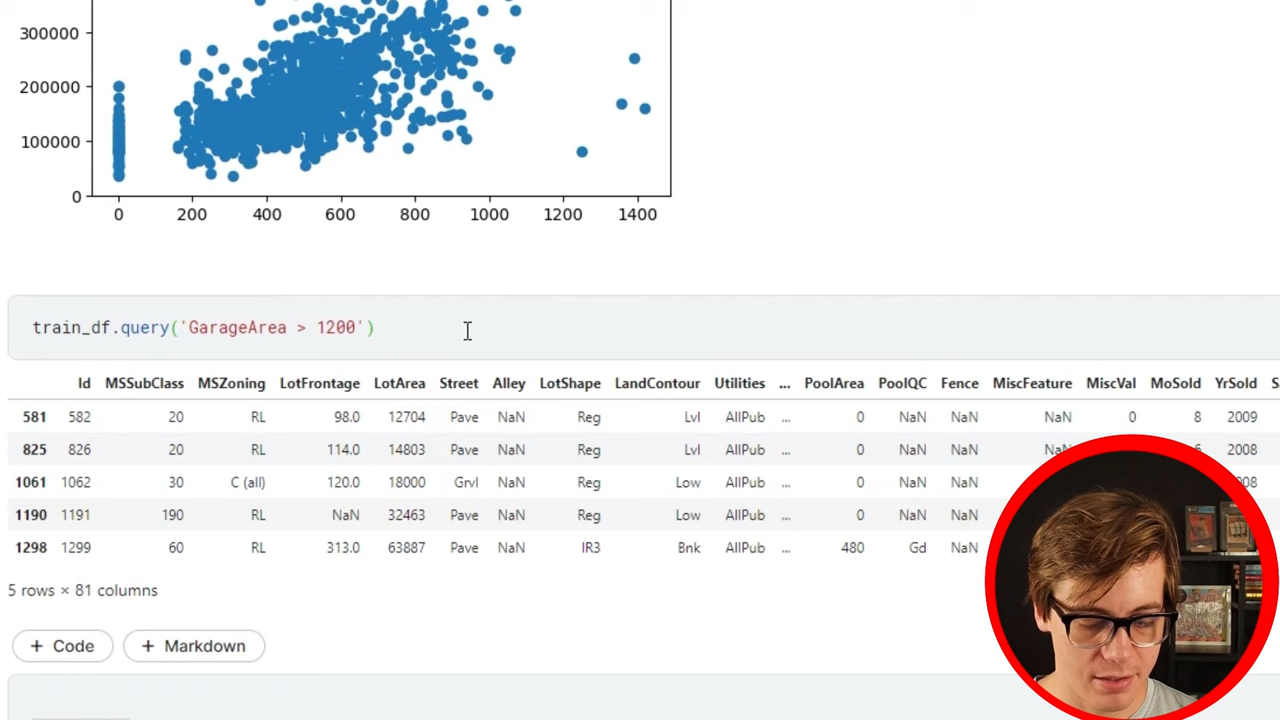 300000
200000
100000
0
0 200 400 600 800 1000 1200 1400
train_df.query('GarageArea > 1200')
Id MSSubClass MSZoning LotFrontage LotArea Street Alley LotShape LandContour Utilities ... PoolArea PoolQC Fence MiscFeature MiscVal MoSold YrSold
581 582 20 RL 98.0 12704 Pave NaN Reg Lvl AllPub ... 0 NaN NaN NaN 0 8 2009
825 826 20 RL 114.0 14803 Pave NaN Reg Lvl AllPub ... 0 NaN NaN NaN 2008
1061 1062 30 C (all) 120.0 18000 Grvl NaN Reg Low AllPub ... 0 NaN NaN
1190 1191 190 RL NaN 32463 Pave NaN Reg Low AllPub ... 0 NaN NaN
1298 1299 60 RL 313.0 63887 Pave NaN IR3 Bnk AllPub ... 480 Gd NaN
5 rows × 81 columns
+ Code + Markdown